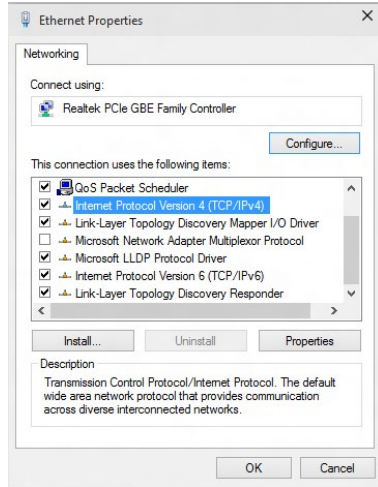 Ethernet Properties
Networking
Connect using:
Realtek PCIe GBE Family Controller
Configure...
This connection uses the following items:
QoS Packet Scheduler
Internet Protocol Version 4 (TCP/IPv4)
Link-Layer Topology Discovery Mapper I/O Driver
Microsoft Network Adapter Multiplexor Protocol
Microsoft LLDP Protocol Driver
Internet Protocol Version 6 (TCP/IPv6)
Link-Layer Topology Discovery Responder
Install... Uninstall Properties
Description
Transmission Control Protocol/Internet Protocol. The default
wide area network protocol that provides communication
across diverse interconnected networks.
OK Cancel